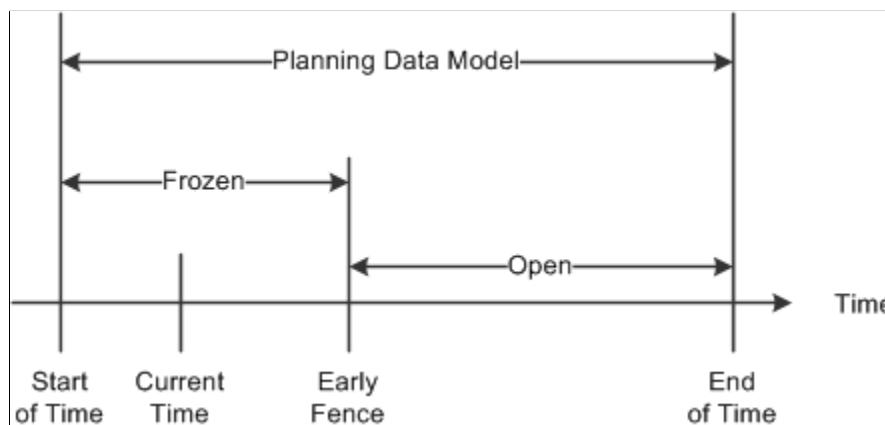 Planning Data Model
Frozen
Open
Time
Start
of Time
Current
Time
Early
Fence
End
of Time